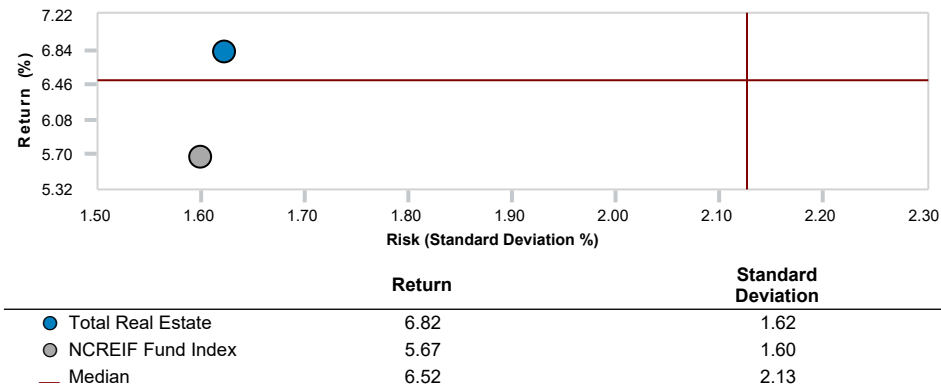 7.22
6.84
6.46
6.08
5.70
5.32
Return (%)
1.50 1.60 1.70 1.80 1.90 2.00 2.10 2.20 2.30
Risk (Standard Deviation %)
Return Standard Deviation
Total Real Estate 6.82 1.62
NCREIF Fund Index 5.67 1.60
Median 6.52 2.13